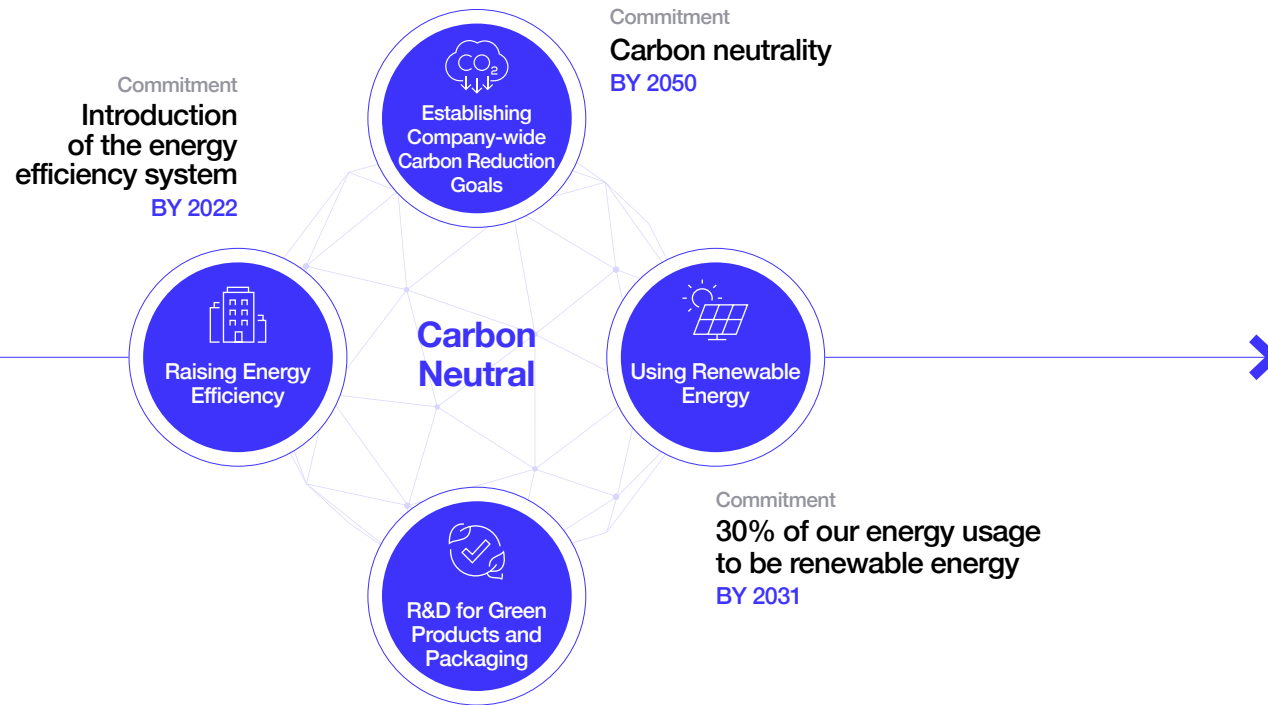 Commitment
Carbon neutrality
BY 2050
Commitment
Introduction
of the energy
efficiency system
BY 2022
CO2
Establishing
Company-wide
Carbon Reduction
Goals
Raising Energy
Efficiency
Carbon
Neutral
Using Renewable
Energy
Commitment
30% of our energy usage
to be renewable energy
BY 2031
R&D for Green
Products and
Packaging